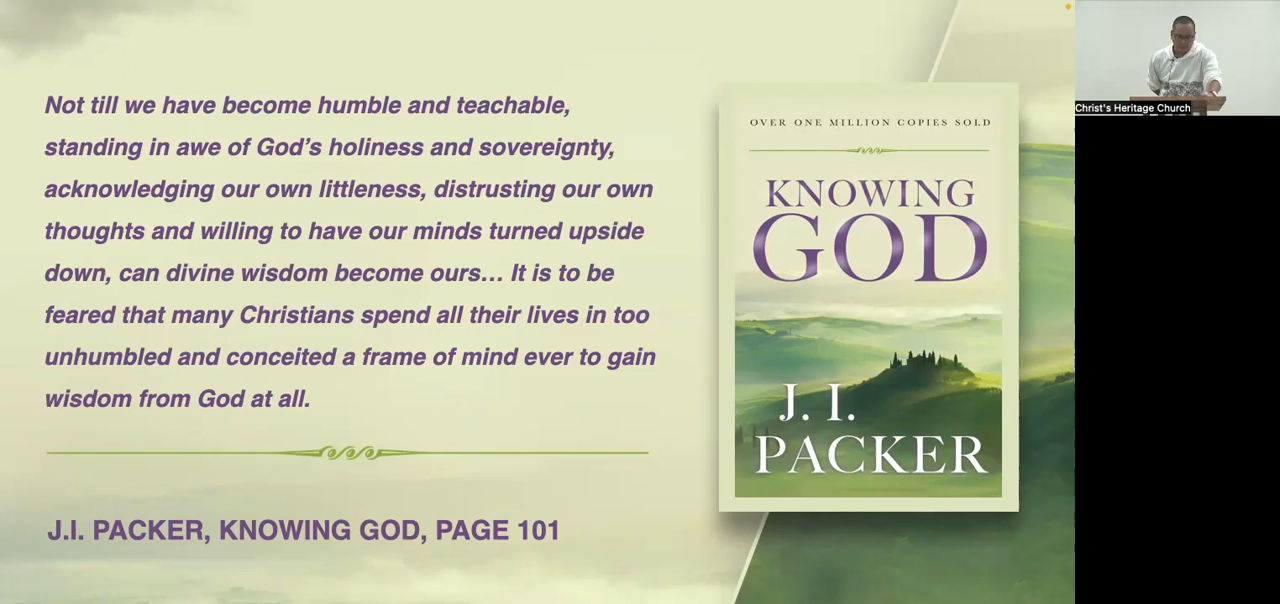 Not till we have become humble and teachable,
standing in awe of God’s holiness and sovereignty,
acknowledging our own littleness, distrusting our own
thoughts and willing to have our minds turned upside
down, can divine wisdom become ours... It is to be
feared that many Christians spend all their lives in too
unhumbled and conceited a frame of mind ever to gain
wisdom from God at all.
J.I. PACKER, KNOWING GOD, PAGE 101
OVER ONE MILLION COPIES SOLD
KNOWING
GOD
J. I.
PACKER
Christ's Heritage Church